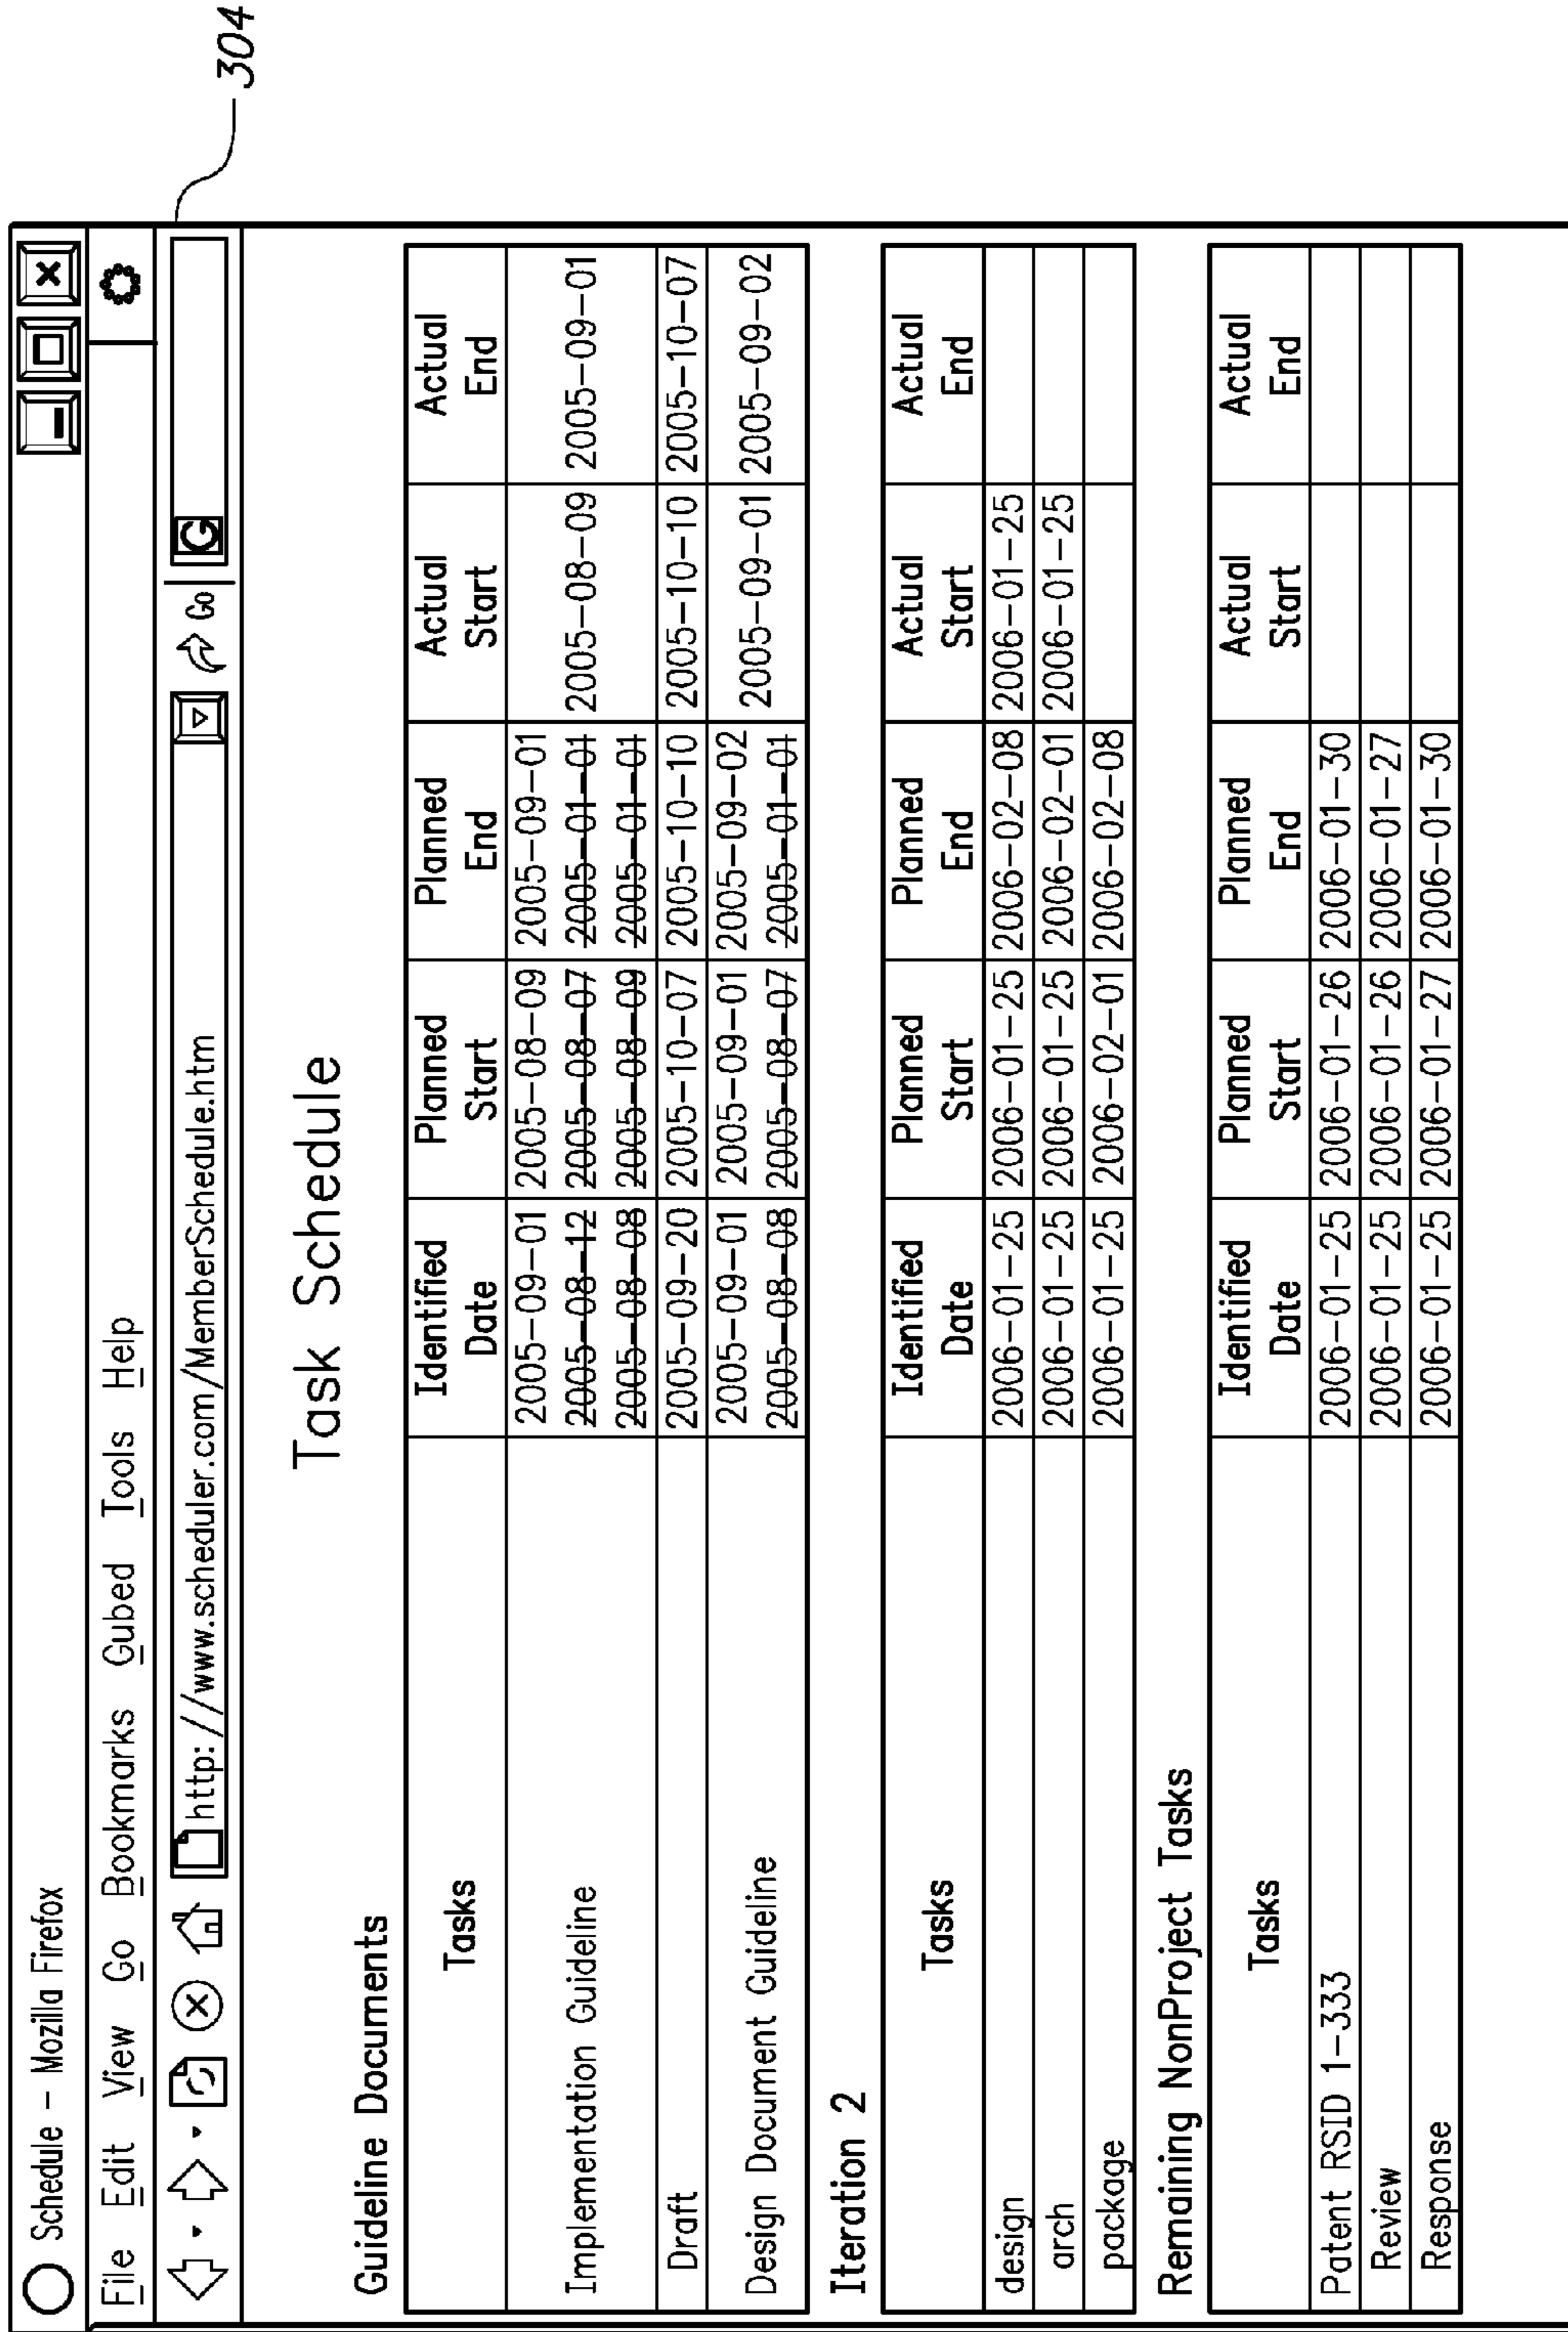 Schedule - Mozilla Firefox
File Edit View Go Bookmarks Gubed Tools Help
http://www.scheduler.com/MemberSchedule.htm Go G
304
Task Schedule
Guideline Documents
Tasks Identified Date Planned Start Planned End Actual Start Actual End
Implementation Guideline 2005-09-01 2005-08-09 2005-09-01 2005-08-09 2005-09-01
2005-08-12 2005-08-07 2005-01-01
2005-08-08 2005-08-09 2005-01-01
Draft 2005-09-20 2005-10-07 2005-10-10 2005-10-10 2005-10-07
Design Document Guideline 2005-09-01 2005-09-01 2005-09-02 2005-09-01 2005-09-02
2005-08-08 2005-08-07 2005-01-01
Iteration 2
Tasks Identified Date Planned Start Planned End Actual Start Actual End
design 2006-01-25 2006-01-25 2006-02-08 2006-01-25
arch 2006-01-25 2006-01-25 2006-02-01 2006-01-25
package 2006-01-25 2006-02-01 2006-02-08
Remaining NonProject Tasks
Tasks Identified Date Planned Start Planned End Actual Start Actual End
Patent RSID 1-333 2006-01-25 2006-01-26 2006-01-30
Review 2006-01-25 2006-01-26 2006-01-27
Response 2006-01-25 2006-01-27 2006-01-30